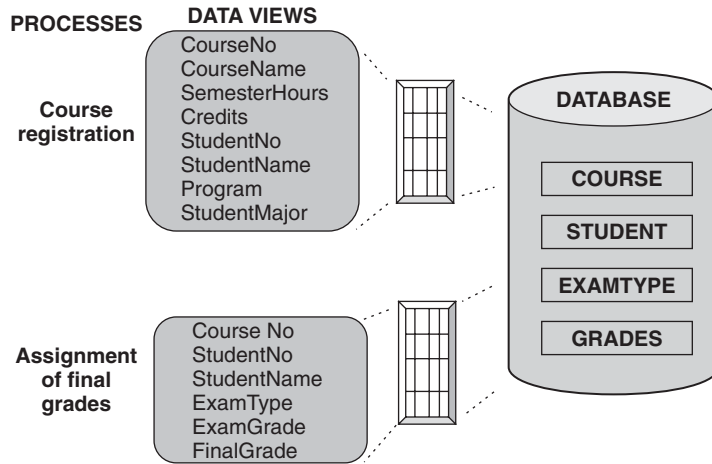 PROCESSES
DATA VIEWS
Course
registration
CourseNo
CourseName
SemesterHours
Credits
StudentNo
StudentName
Program
StudentMajor
DATABASE
COURSE
STUDENT
EXAMTYPE
GRADES
Assignment
of final
grades
Course No
StudentNo
StudentName
ExamType
ExamGrade
FinalGrade